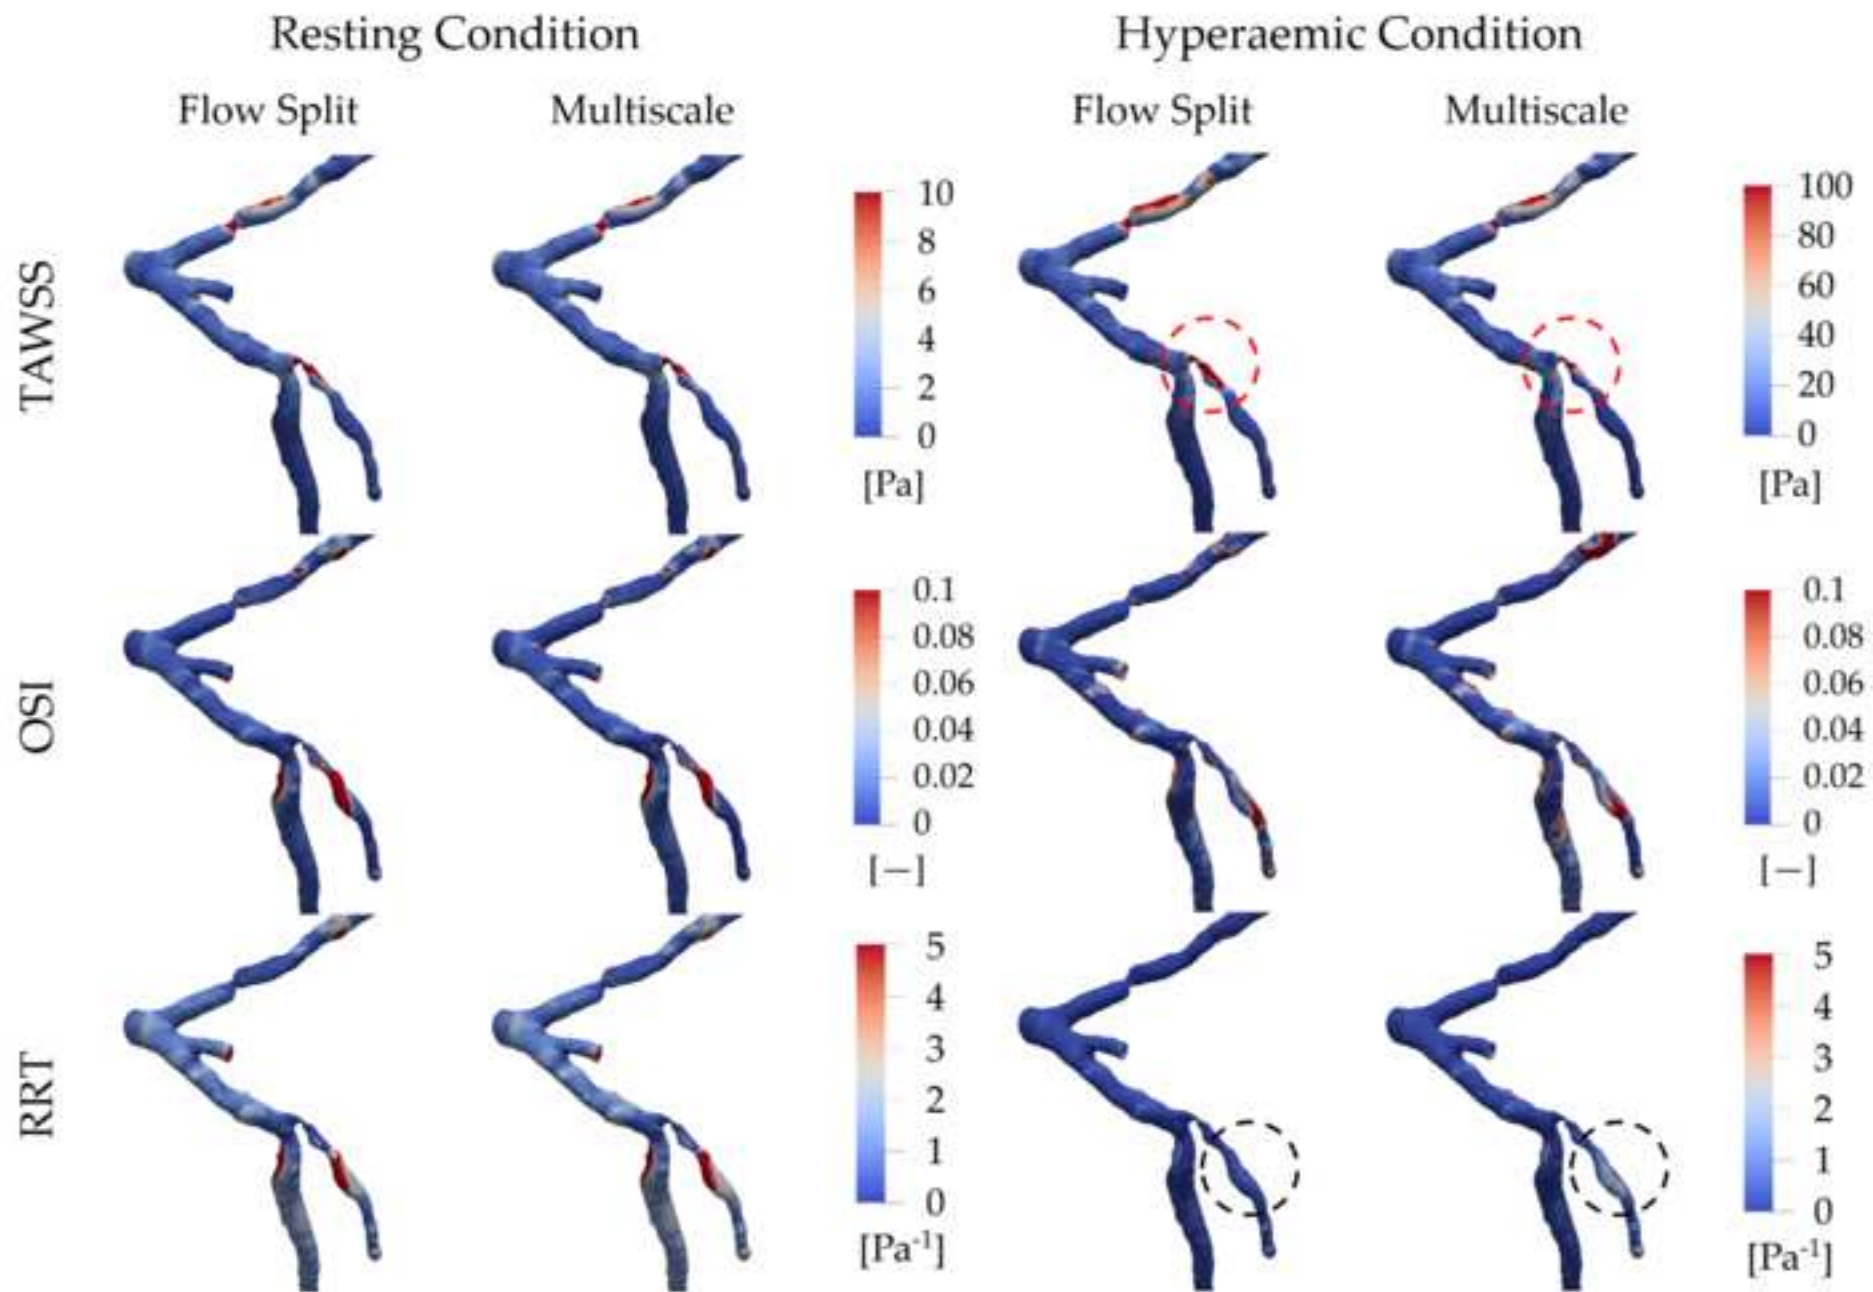 Resting Condition
Hyperaemic Condition
Flow Split
Multiscale
Flow Split
Multiscale
TAWSS
10
8
6
4
2
0
[Pa]
100
80
60
40
20
0
[Pa]
OSI
0.1
0.08
0.06
0.04
0.02
0
[—]
0.1
0.08
0.06
0.04
0.02
0
[—]
RRT
5
4
3
2
1
0
[Pa⁻¹]
5
4
3
2
1
0
[Pa⁻¹]